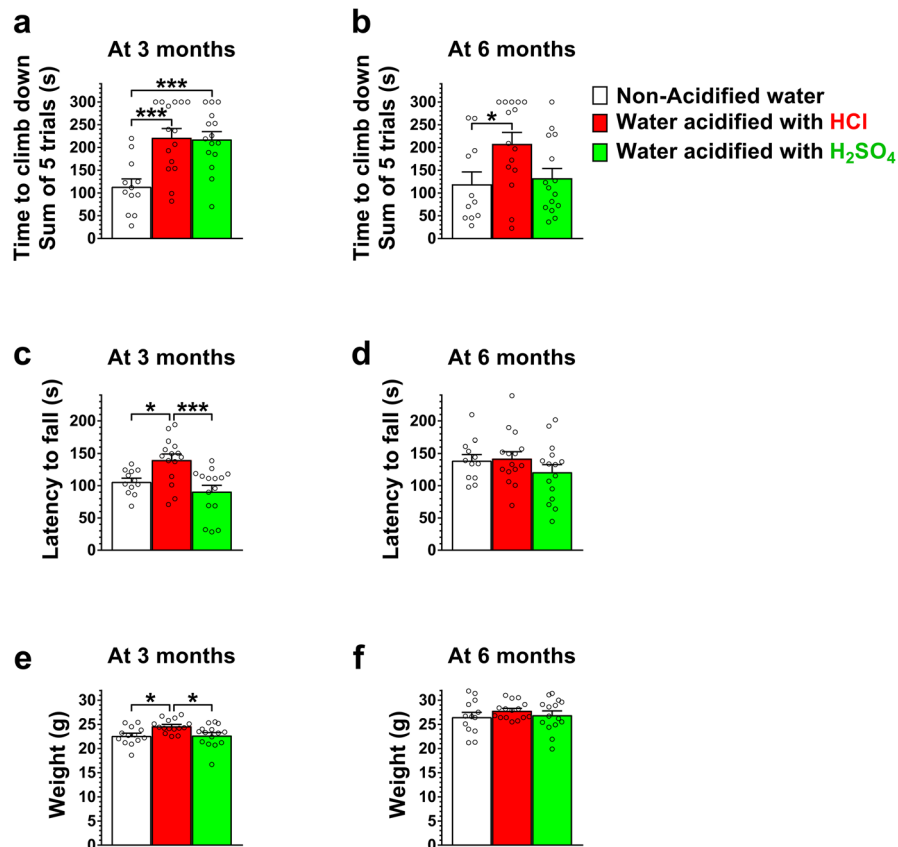 a
At 3 months
Time to climb down
Sum of 5 trials (s)
300
250
200
150
100
50
0
***
***
b
At 6 months
Time to climb down
Sum of 5 trials (s)
300
250
200
150
100
50
0
*
Non-Acidified water
Water acidified with HCl
Water acidified with H₂SO₄
c
At 3 months
Latency to fall (s)
200
150
100
50
0
* ***
d
At 6 months
Latency to fall (s)
200
150
100
50
0
e
At 3 months
Weight (g)
30
25
20
15
10
5
0
* *
f
At 6 months
Weight (g)
30
25
20
15
10
5
0